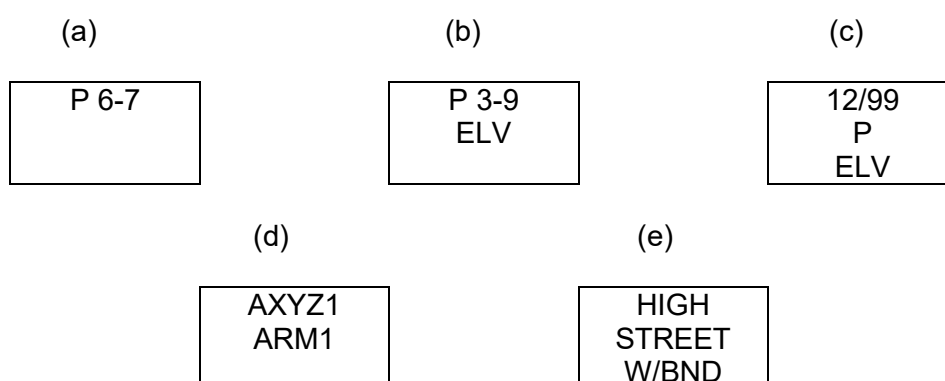 (a)
P 6-7
(b)
P 3-9
ELV
(c)
12/99
P
ELV
(d)
AXYZ1
ARM1
(e)
HIGH
STREET
W/BND